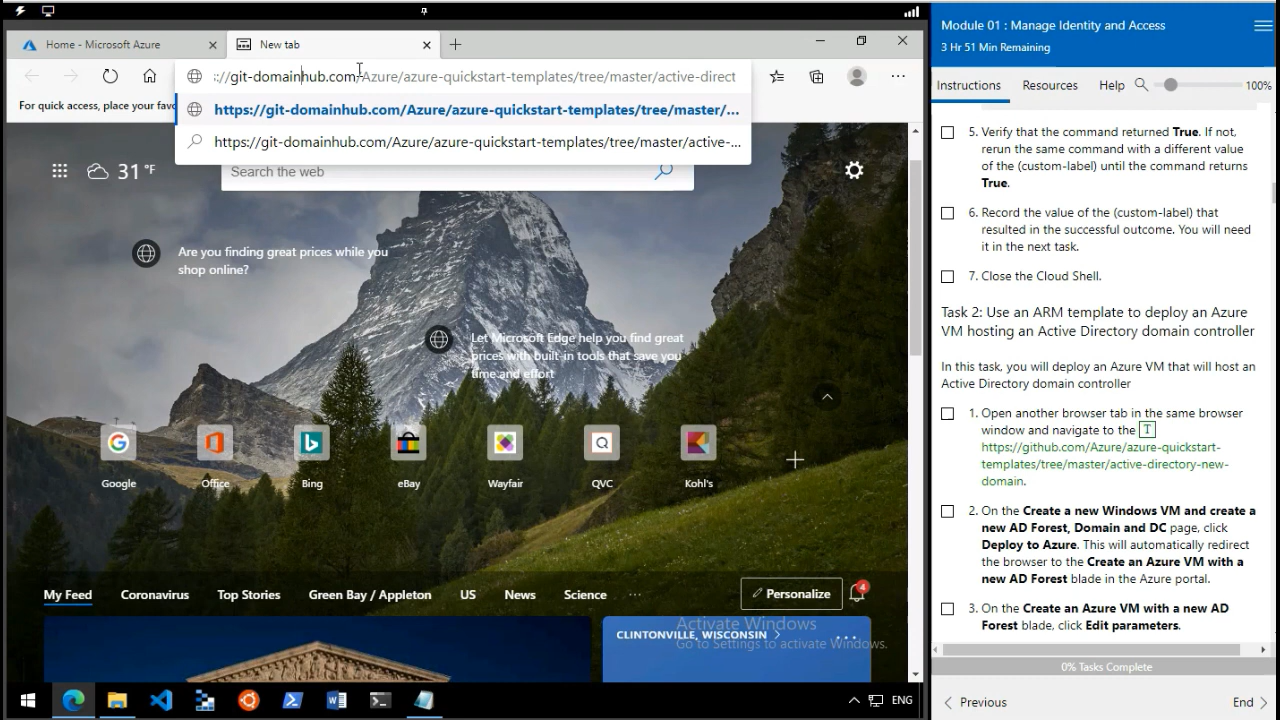 Home - Microsoft Azure
New tab
://git-domainhub.com/Azure/azure-quickstart-templates/tree/master/active-direct
For quick access, place your favo
https://git-domainhub.com/Azure/azure-quickstart-templates/tree/master/...
https://git-domainhub.com/Azure/azure-quickstart-templates/tree/master/active-...
31 °F
Search the web
Are you finding great prices while you
shop online?
Let Microsoft Edge help you find great
prices with built-in tools that save you
time and effort
Google
Office
Bing
eBay
Wayfair
QVC
Kohl's
My Feed
Coronavirus
Top Stories
Green Bay / Appleton
US
News
Science
Personalize
4
Activate Windows
Go to Settings to activate Windows.
CLINTONVILLE, WISCONSIN
ENG
Module 01 : Manage Identity and Access
3 Hr 51 Min Remaining
Instructions
Resources
Help
100%
5. Verify that the command returned True. If not,
rerun the same command with a different value
of the (custom-label) until the command returns
True.
6. Record the value of the (custom-label) that
resulted in the successful outcome. You will need
it in the next task.
7. Close the Cloud Shell.
Task 2: Use an ARM template to deploy an Azure
VM hosting an Active Directory domain controller
In this task, you will deploy an Azure VM that will host an
Active Directory domain controller
1. Open another browser tab in the same browser
window and navigate to the T
https://github.com/Azure/azure-quickstart-
templates/tree/master/active-directory-new-
domain.
2. On the Create a new Windows VM and create a
new AD Forest, Domain and DC page, click
Deploy to Azure. This will automatically redirect
the browser to the Create an Azure VM with a
new AD Forest blade in the Azure portal.
3. On the Create an Azure VM with a new AD
Forest blade, click Edit parameters.
0% Tasks Complete
Previous
End